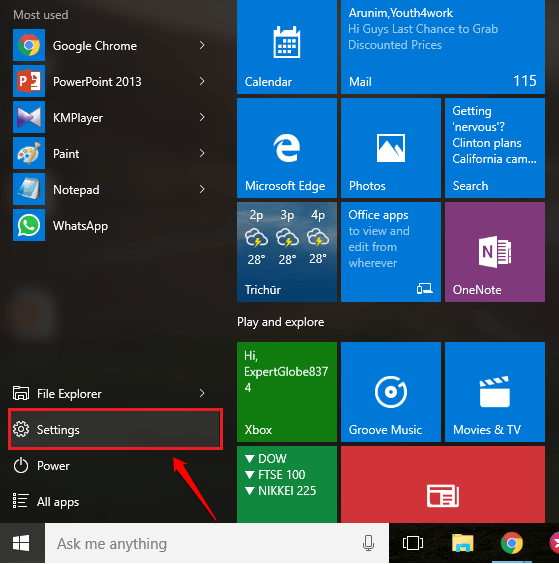 Most used
Google Chrome
PowerPoint 2013
KMPlayer
Paint
Notepad
WhatsApp
File Explorer
Settings
Power
All apps
Calendar
Arunim,Youth4work
Hi Guys Last Chance to Grab
Discounted Prices
Mail
115
Microsoft Edge
Photos
Getting
'nervous'?
Clinton plans
California cam...
Search
2p 3p 4p
28° 28° 28°
Trichūr
Office apps
to view and
edit from
wherever
OneNote
Play and explore
Hi,
ExpertGlobe837
4
Xbox
Groove Music
Movies & TV
▼ DOW
▼ FTSE 100
▼ NIKKEI 225
Ask me anything